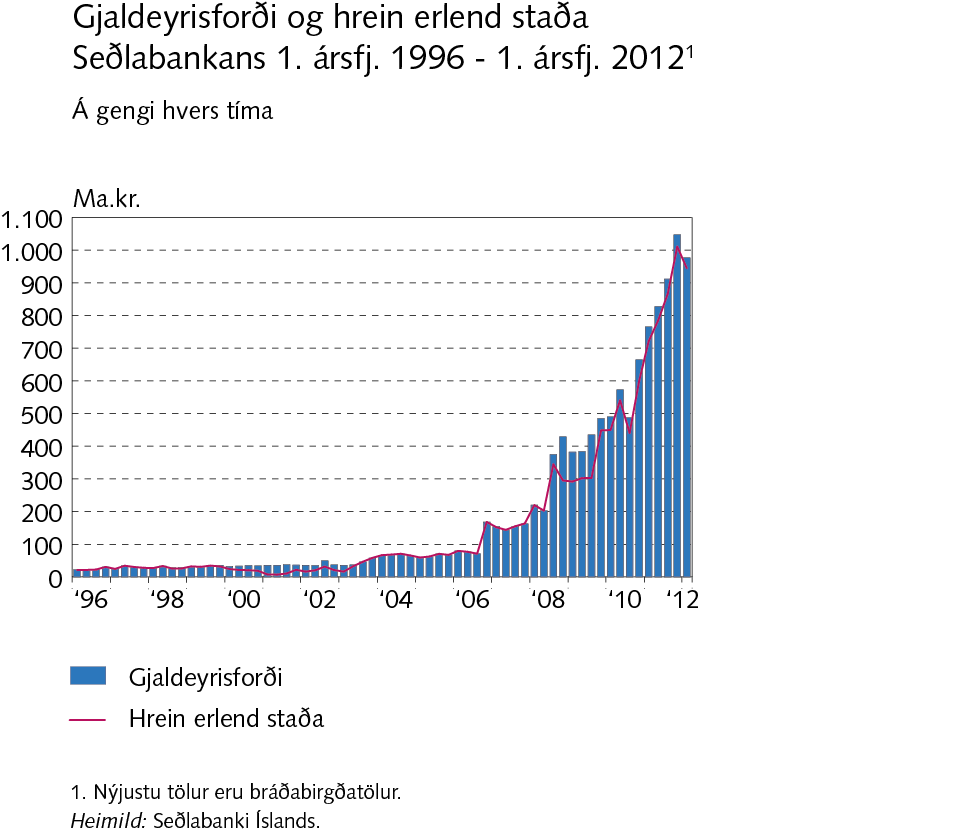 Gjaldeyrisforði og hrein erlend staða
Seðlabankans 1. ársfj. 1996 - 1. ársfj. 2012¹
Á gengi hvers tíma
Ma.kr.
1.100
1.000
900
800
700
600
500
400
300
200
100
0
‘96 ‘98 ‘00 ‘02 ‘04 ‘06 ‘08 ‘10 ‘12
Gjaldeyrisforði
Hrein erlend staða
1. Nýjustu tölur eru bráðabirgðatölur.
Heimild: Seðlabanki Íslands.